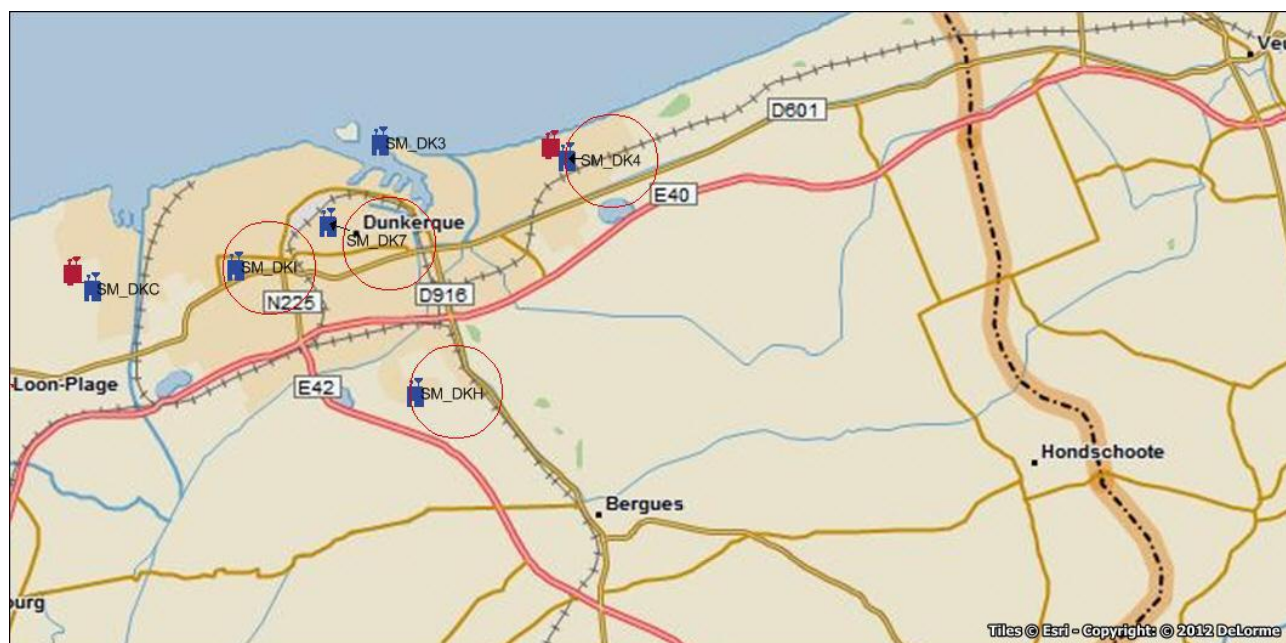 Veu
D601
SM_DK3
SM_DK4
E40
Dunkerque
SM_DK7
SM_DKI
SM_DKC
N225
D916
Loon-Plage
E42
SM_DKH
Hondschoote
Bergues
ourg
Tiles © Esri - Copyright: © 2012 DeLorme